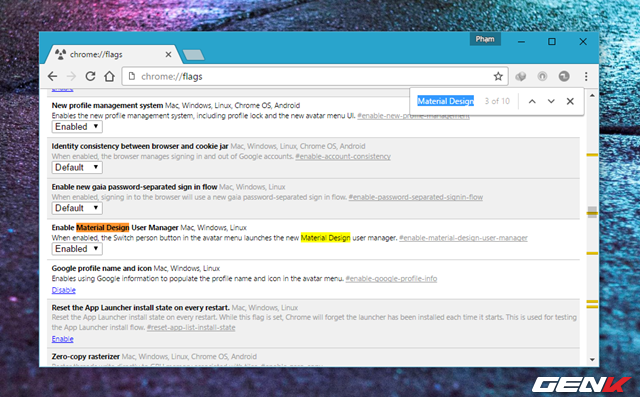 Pham
chrome://flags
chrome://flags
Material Design 3 of 10
Enable
New profile management system Mac, Windows, Linux, Chrome OS, Android
Enables the new profile management system, including profile lock and the new avatar menu UI. #enable-new-profile-management
Enabled
Identity consistency between browser and cookie jar Mac, Windows, Linux, Chrome OS, Android
When enabled, the browser manages signing in and out of Google accounts. #enable-account-consistency
Default
Enable new gaia password-separated sign in flow Mac, Windows, Linux
When enabled, signing in to the browser will use a new gaia password-separated sign in flow. #enable-password-separated-signin-flow
Default
Enable Material Design User Manager Mac, Windows, Linux
When enabled, the Switch person button in the avatar menu launches the new Material Design user manager. #enable-material-design-user-manager
Enabled
Google profile name and icon Mac, Windows, Linux
Enables using Google information to populate the profile name and icon in the avatar menu. #enable-google-profile-info
Disable
Reset the App Launcher install state on every restart. Mac, Windows, Linux
Reset the App Launcher install state on every restart. While this flag is set, Chrome will forget the launcher has been installed each time it starts. This is used for testing
the App Launcher install flow. #reset-app-list-install-state
Enable
Zero-copy rasterizer Mac, Windows, Linux, Chrome OS, Android
GENK